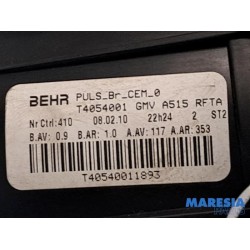 BEHR PULS_Br_CEM_0
T4054001 GMV A515 RFTA
Nr Ctrl:410 08.02.10 22h24 2 ST2
B.AV: 0.9 B.AR: 1.0 A.AV: 117 A.AR: 353
T40540011893
MARESIA